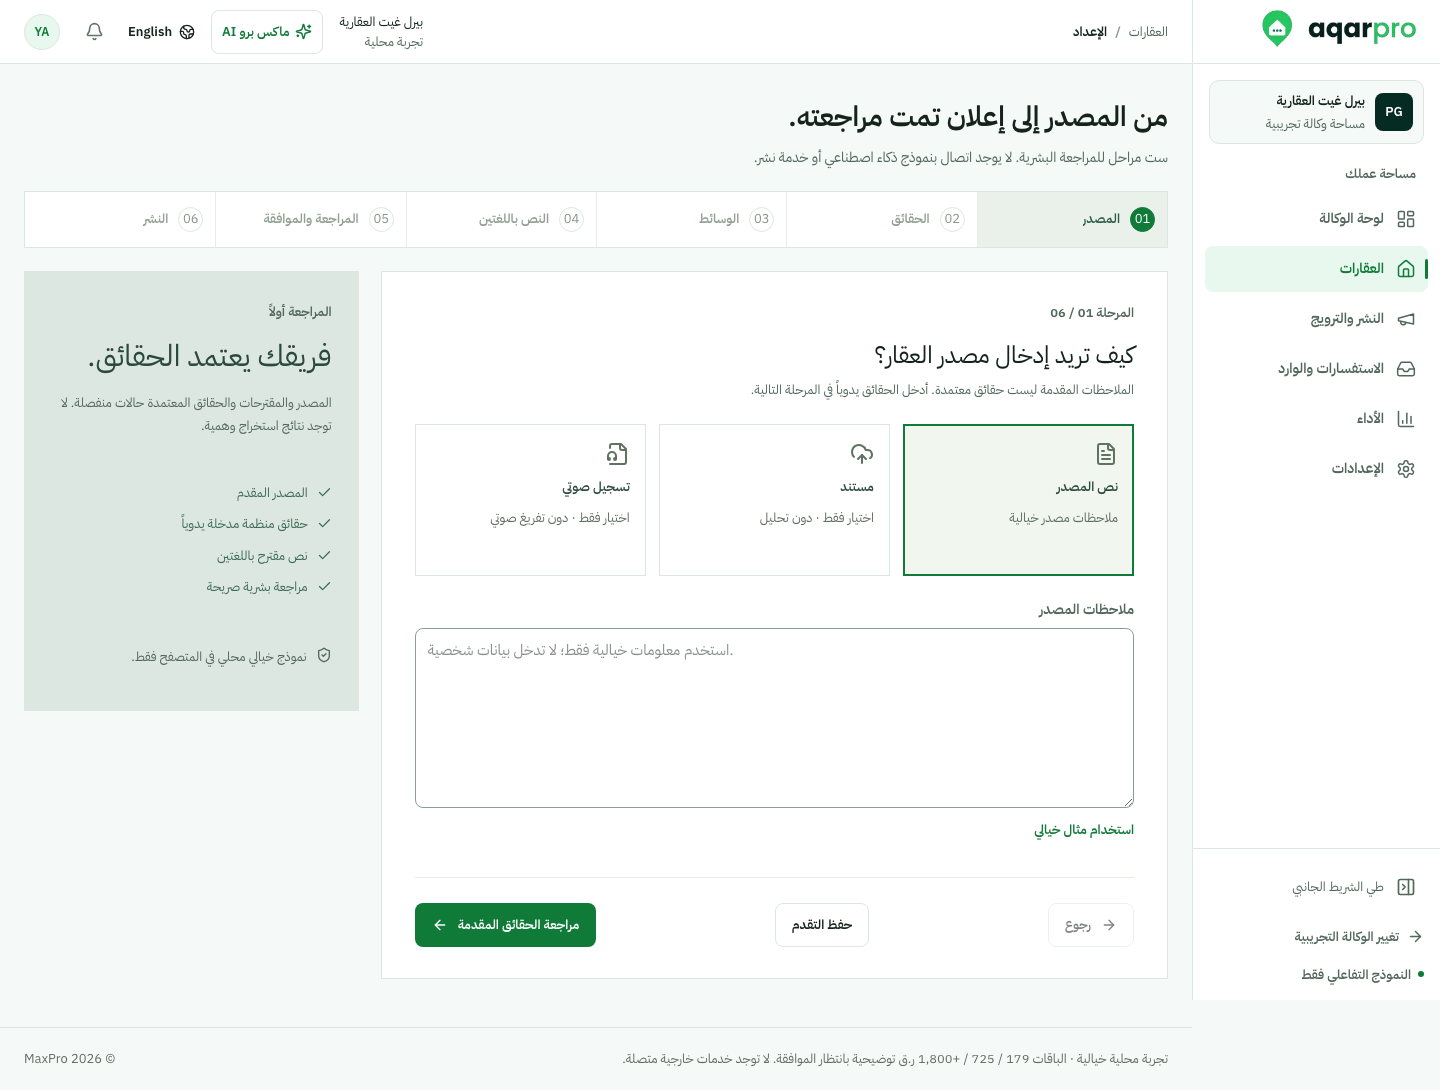 aqarpro
PG
بيرل غيت العقارية
مساحة وكالة تجريبية
مساحة عملك
لوحة الوكالة
العقارات
النشر والترويج
الاستفسارات والوارد
الأداء
الإعدادات
طي الشريط الجانبي
تغيير الوكالة التجريبية
النموذج التفاعلي فقط
العقارات / الإعداد
بيرل غيت العقارية
تجربة محلية
ماكس برو AI
English
YA
من المصدر إلى إعلان تمت مراجعته.
ست مراحل للمراجعة البشرية. لا يوجد اتصال بنموذج ذكاء اصطناعي أو خدمة نشر.
01 المصدر
02 الحقائق
03 الوسائط
04 النص باللغتين
05 المراجعة والموافقة
06 النشر
المرحلة 01 / 06
كيف تريد إدخال مصدر العقار؟
الملاحظات المقدمة ليست حقائق معتمدة. أدخل الحقائق يدوياً في المرحلة التالية.
نص المصدر
ملاحظات مصدر خيالية
مستند
اختيار فقط · دون تحليل
تسجيل صوتي
اختيار فقط · دون تفريغ صوتي
ملاحظات المصدر
استخدم معلومات خيالية فقط؛ لا تدخل بيانات شخصية.
استخدام مثال خيالي
رجوع
حفظ التقدم
مراجعة الحقائق المقدمة
المراجعة أولاً
فريقك يعتمد الحقائق.
المصدر والمقترحات والحقائق المعتمدة حالات منفصلة. لا
توجد نتائج استخراج وهمية.
المصدر المقدم
حقائق منظمة مدخلة يدوياً
نص مقترح باللغتين
مراجعة بشرية صريحة
نموذج خيالي محلي في المتصفح فقط.
تجربة محلية خيالية · الباقات 179 / 725 / +1,800 ر.ق توضيحية بانتظار الموافقة. لا توجد خدمات خارجية متصلة.
© 2026 MaxPro